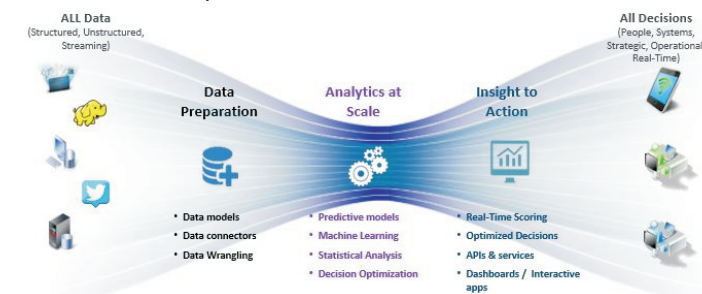 ALL Data
(Structured, Unstructured,
Streaming)
All Decisions
(People, Systems,
Strategic, Operational
Real-Time)
Data
Preparation
Analytics at
Scale
Insight to
Action
• Data models
• Data connectors
• Data Wrangling
• Predictive models
• Machine Learning
• Statistical Analysis
• Decision Optimization
• Real-Time Scoring
• Optimized Decisions
• APIs & services
• Dashboards / Interactive
apps